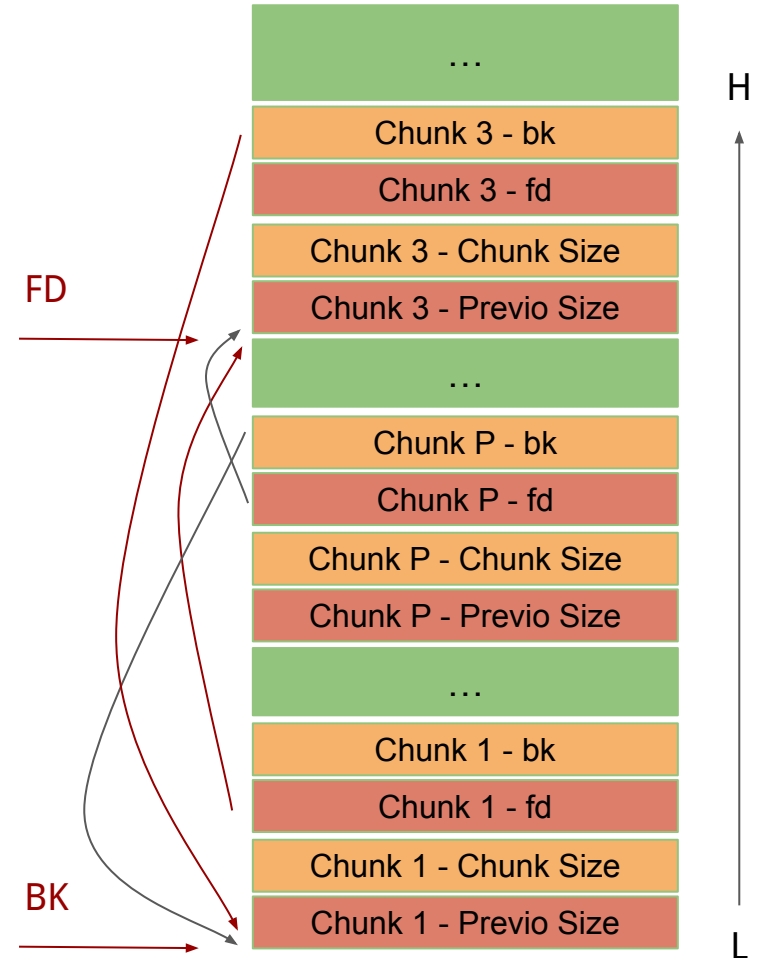 ...
H
Chunk 3 - bk
Chunk 3 - fd
Chunk 3 - Chunk Size
FD
Chunk 3 - Previo Size
...
Chunk P - bk
Chunk P - fd
Chunk P - Chunk Size
Chunk P - Previo Size
...
Chunk 1 - bk
Chunk 1 - fd
Chunk 1 - Chunk Size
BK
Chunk 1 - Previo Size
L